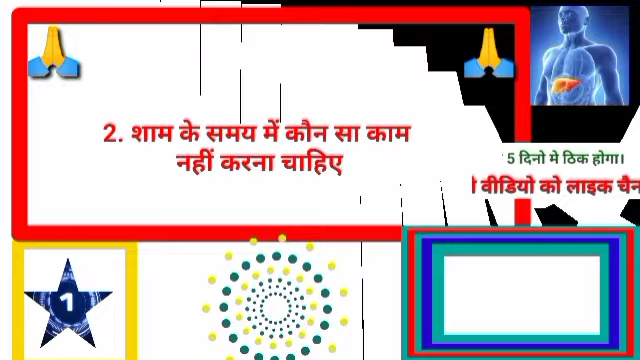 2. शाम के समय में कौन सा काम
नहीं करना चाहिए
5 दिनो मे ठिक होगा।
वीडियो को लाइक
1